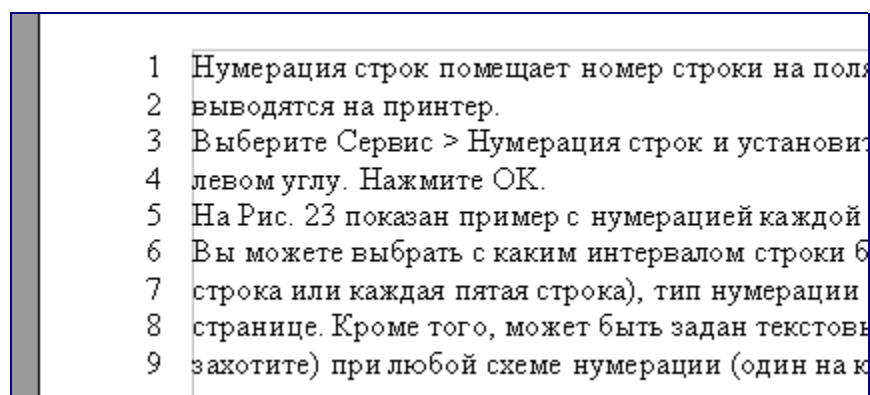 1 Нумерация строк помещает номер строки на
2 выводятся на принтер.
3 Выберите Сервис > Нумерация строк и
4 левом углу. Нажмите OK.
5 На Рис. 23 показан пример с нумерацией каждой
6 Вы можете выбрать с каким интервалом строки
7 строка или каждая пятая строка), тип нумерации
8 странице. Кроме того, может быть задан
9 захотите) при любой схеме нумерации (один на